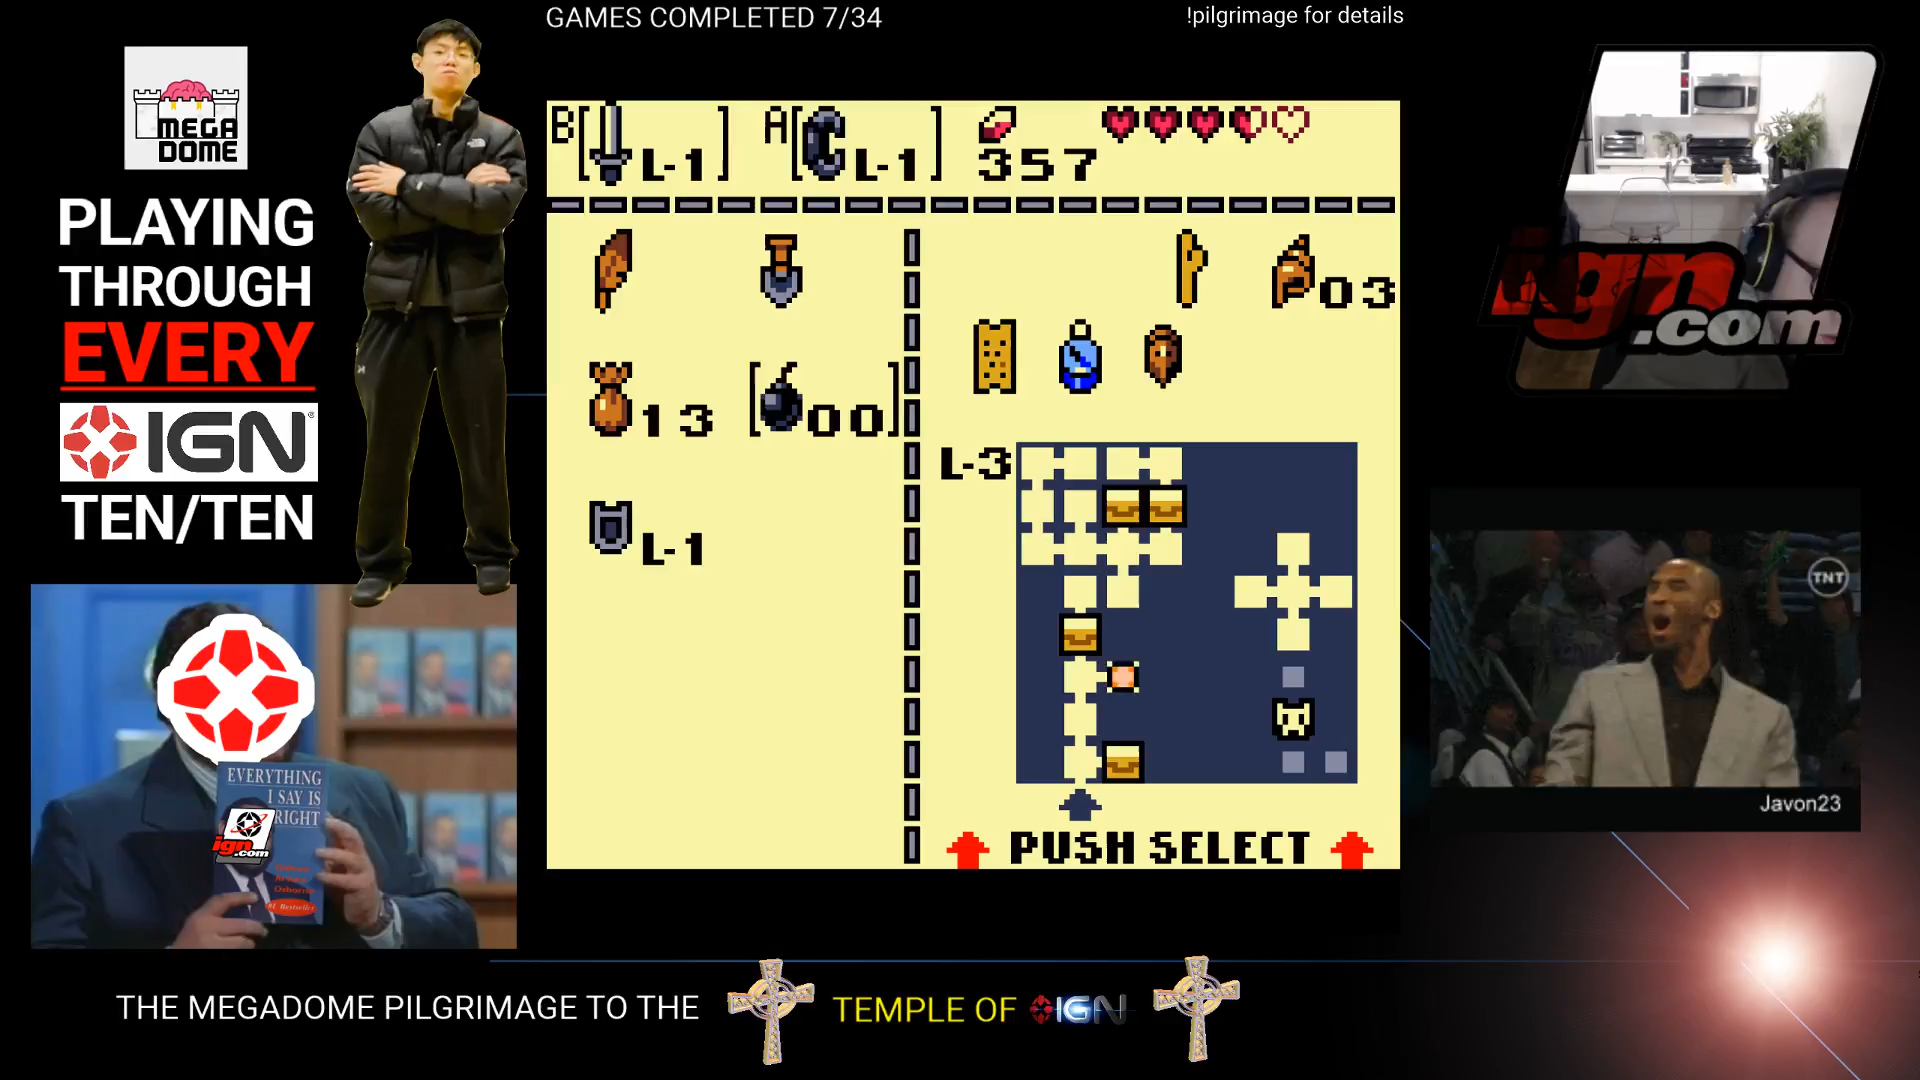 GAMES COMPLETED 7/34
!pilgrimage for details
MEGA
DOME
PLAYING
THROUGH
EVERY
IGN
TEN/TEN
B[ L-1 ]
A[ L-1 ]
357
03
13
[ 00]
L-1
L-3
PUSH SELECT
ign
.com
TNT
Javon23
EVERYTHING
I SAY IS
RIGHT
ign
.com
#1 Bestseller
THE MEGADOME PILGRIMAGE TO THE
TEMPLE OF IGN